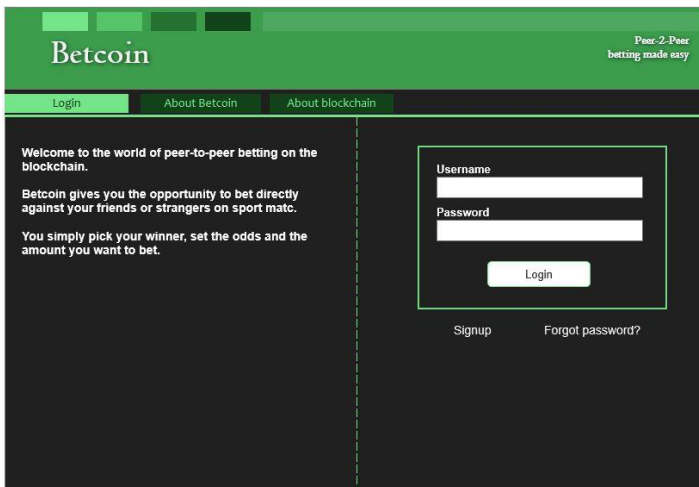 Betcoin
Peer-2-Peer
betting made easy
Login
About Betcoin
About blockchain
Welcome to the world of peer-to-peer betting on the
blockchain.
Betcoin gives you the opportunity to bet directly
against your friends or strangers on sport matc.
You simply pick your winner, set the odds and the
amount you want to bet.
Username
Password
Login
Signup
Forgot password?